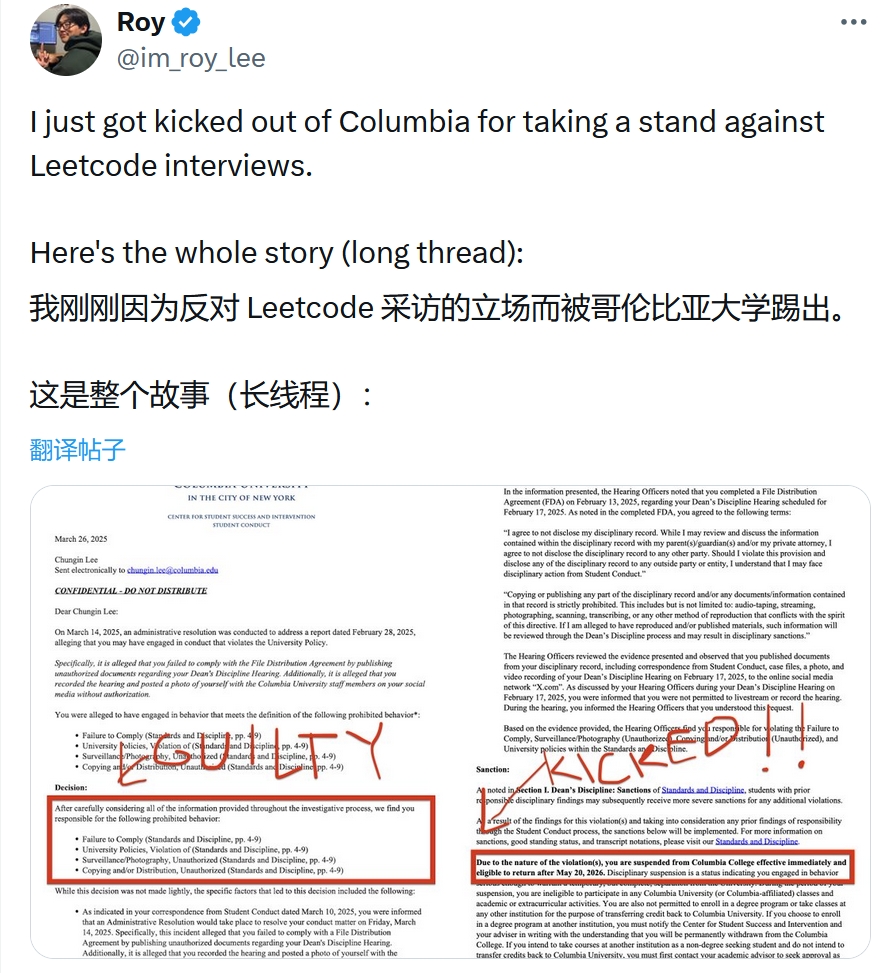 Roy
@im_roy_lee
I just got kicked out of Columbia for taking a stand against
Leetcode interviews.
Here's the whole story (long thread):
我刚刚因为反对 Leetcode 采访的立场而被哥伦比亚大学踢出。
这是整个故事（长线程）：
翻译帖子
COLUMBIA UNIVERSITY
IN THE CITY OF NEW YORK
CENTER FOR STUDENT SUCCESS AND INTERVENTION
STUDENT CONDUCT
March 26, 2025
Chungin Lee
Sent electronically to chungin.lee@columbia.edu
CONFIDENTIAL - DO NOT DISTRIBUTE
Dear Chungin Lee:
On March 14, 2025, an administrative resolution was conducted to address a report dated February 28, 2025,
alleging that you may have engaged in conduct that violates the University Policy.
Specifically, it is alleged that you failed to comply with the File Distribution Agreement by publishing
unauthorized documents regarding your Dean's Discipline Hearing. Additionally, it is alleged that you
recorded the hearing and posted a photo of yourself with the Columbia University staff members on your social
media without authorization.
You were alleged to have engaged in behavior that meets the definition of the following prohibited behavior*:
• Failure to Comply (Standards and Discipline, pp. 4-9)
• University Policies, Violation of (Standards and Discipline, pp. 4-9)
• Surveillance/Photography, Unauthorized (Standards and Discipline, pp. 4-9)
• Copying and/or Distribution, Unauthorized (Standards and Discipline, pp. 4-9)
GUILTY
Decision:
After carefully considering all of the information provided throughout the investigative process, we find you
responsible for the following prohibited behavior:
• Failure to Comply (Standards and Discipline, pp. 4-9)
• University Policies, Violation of (Standards and Discipline, pp. 4-9)
• Surveillance/Photography, Unauthorized (Standards and Discipline, pp. 4-9)
• Copying and/or Distribution, Unauthorized (Standards and Discipline, pp. 4-9)
While this decision was not made lightly, the specific factors that led to this decision included the following:
• As indicated in your correspondence from Student Conduct dated March 10, 2025, you were informed
that an Administrative Resolution would take place to resolve your conduct matter on Friday, March
14, 2025. Specifically, this incident alleged that you failed to comply with a File
Distribution Agreement by publishing unauthorized documents regarding your Dean's Discipline Hearing.
Additionally, it is alleged that you recorded the hearing and posted a photo of yourself with the
In the information presented, the Hearing Officers noted that you completed a File Distribution
Agreement (FDA) on February 13, 2025, regarding your Dean's Discipline Hearing scheduled for
February 17, 2025. As noted in the completed FDA, you agreed to the following terms:
"I agree to not disclose my disciplinary record. While I may review and discuss the information
contained within the disciplinary record with my parent(s)/guardian(s) and/or my private attorney, I
agree to not disclose the disciplinary record to any other party. Should I violate this provision and
disclose any of the disciplinary record to any outside party or entity, I understand that I may face
disciplinary action from Student Conduct."
"Copying or publishing any part of the disciplinary record and/or any documents/information contained
in that record is strictly prohibited. This includes but is not limited to: audio-taping, streaming,
photographing, scanning, transcribing, or any other method of reproduction that conflicts with the spirit
of this directive. If I am alleged to have reproduced and/or published materials, such information will
be reviewed through the Dean's Discipline process and may result in disciplinary sanctions."
The Hearing Officers reviewed the evidence presented and observed that you published documents
from your disciplinary record, including correspondence from Student Conduct, case files, a photo, and
video recording of your Dean's Discipline Hearing on February 17, 2025, to the online social media
network "X.com". As discussed by your Hearing Officers during your Dean's Discipline Hearing on
February 17, 2025, you were informed that you were not permitted to livestream or record the hearing.
During the hearing, you informed the Hearing Officers that you understood this request.
Based on the evidence provided, the Hearing Officers find you responsible for violating the Failure to
Comply, Surveillance/Photography (Unauthorized), Copying and/or Distribution (Unauthorized), and
University policies within the Standards and Discipline.
KICKED!!
Sanction:
As noted in Section I. Dean's Discipline: Sanctions of Standards and Discipline, students with prior
responsible disciplinary findings may subsequently receive more severe sanctions for any additional violations.
As a result of the findings for this violation(s) and taking into consideration any prior findings of responsibility
through the Student Conduct process, the sanctions below will be implemented. For more information on
sanctions, good standing status, and transcript notations, please visit our Standards and Discipline.
Due to the nature of the violation(s), you are suspended from Columbia College effective immediately and
eligible to return after May 20, 2026. Disciplinary suspension is a status indicating you engaged in behavior
suspension, you are ineligible to participate in any Columbia University (or Columbia-affiliated) classes and
academic or extracurricular activities. You are also not permitted to enroll in a degree program or take classes at
any other institution for the purpose of transferring credit back to Columbia University. If you choose to enroll
in a degree program at another institution, you must notify the Center for Student Success and Intervention and
your adviser in writing with the understanding that you will be permanently withdrawn from the Columbia
College. If you intend to take courses at another institution as a non-degree seeking student and do not intend to
transfer credits back to Columbia University, you must first contact your academic advisor to seek approval as